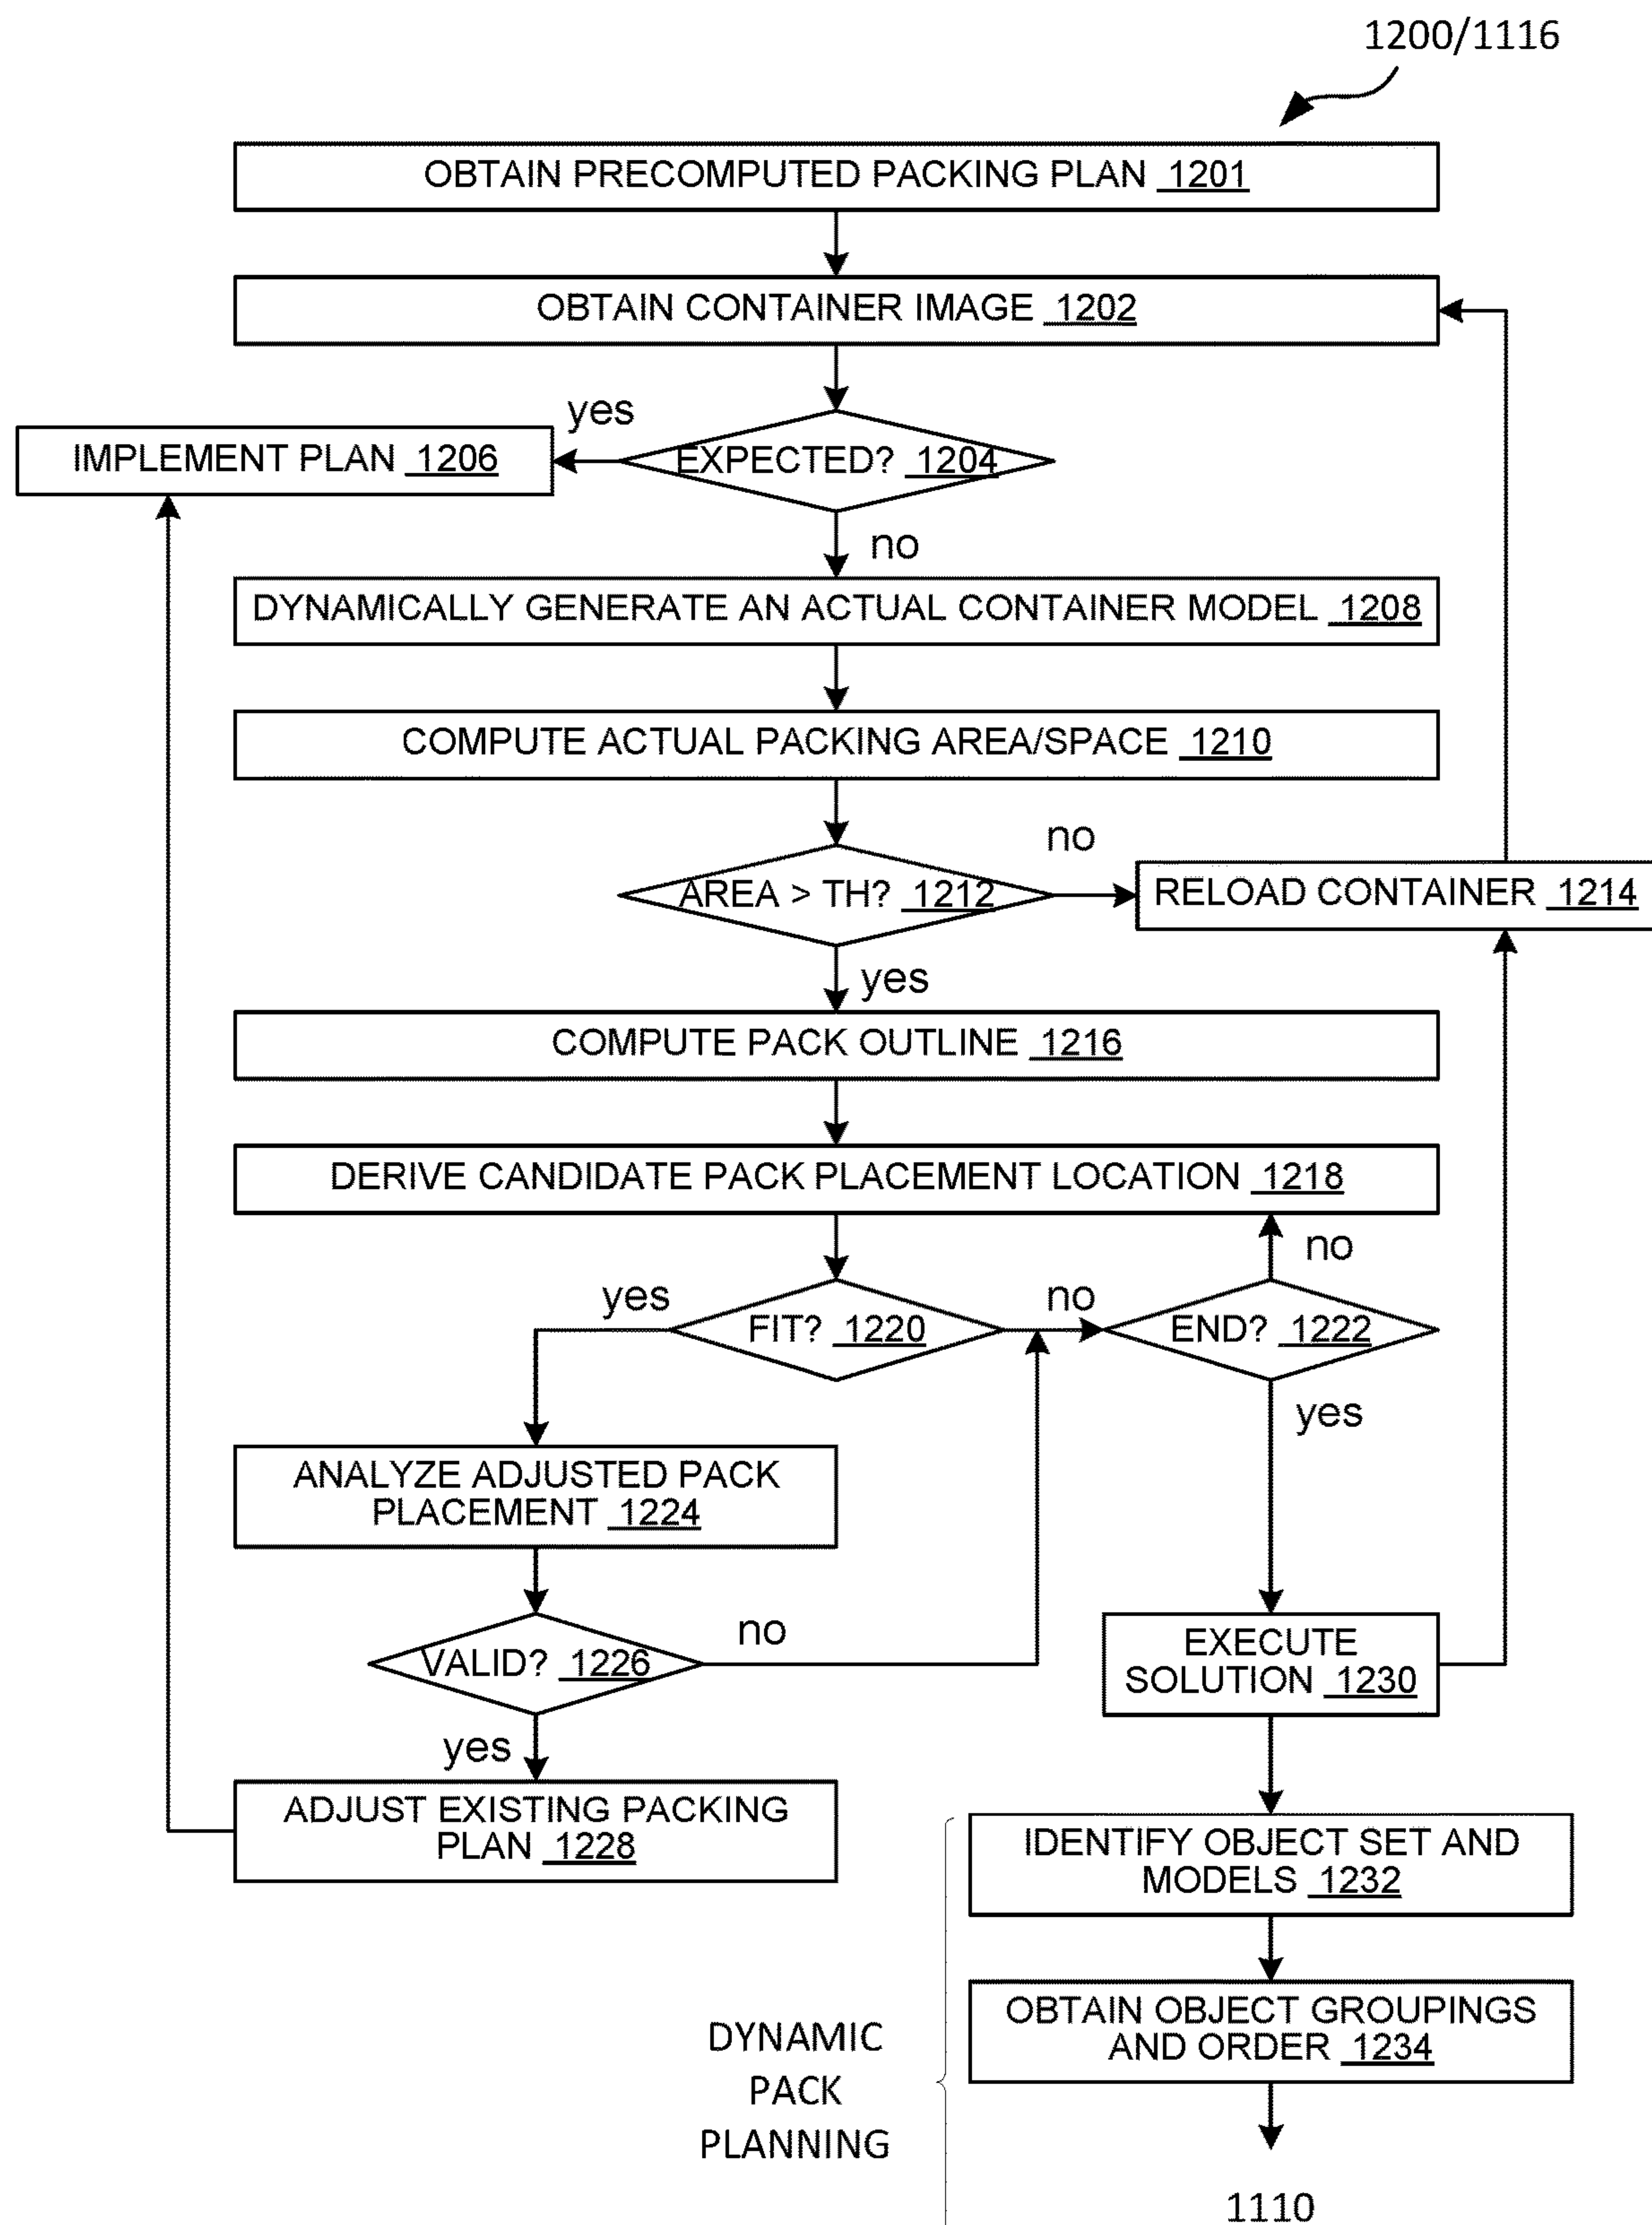 1200/1116
OBTAIN PRECOMPUTED PACKING PLAN 1201
OBTAIN CONTAINER IMAGE 1202
yes
IMPLEMENT PLAN 1206
EXPECTED? 1204
no
DYNAMICALLY GENERATE AN ACTUAL CONTAINER MODEL 1208
COMPUTE ACTUAL PACKING AREA/SPACE 1210
no
AREA > TH? 1212
RELOAD CONTAINER 1214
yes
COMPUTE PACK OUTLINE 1216
DERIVE CANDIDATE PACK PLACEMENT LOCATION 1218
no
yes
no
FIT? 1220
END? 1222
yes
ANALYZE ADJUSTED PACK
PLACEMENT 1224
no
VALID? 1226
EXECUTE
SOLUTION 1230
yes
ADJUST EXISTING PACKING
PLAN 1228
IDENTIFY OBJECT SET AND
MODELS 1232
OBTAIN OBJECT GROUPINGS
AND ORDER 1234
DYNAMIC
PACK
PLANNING
1110